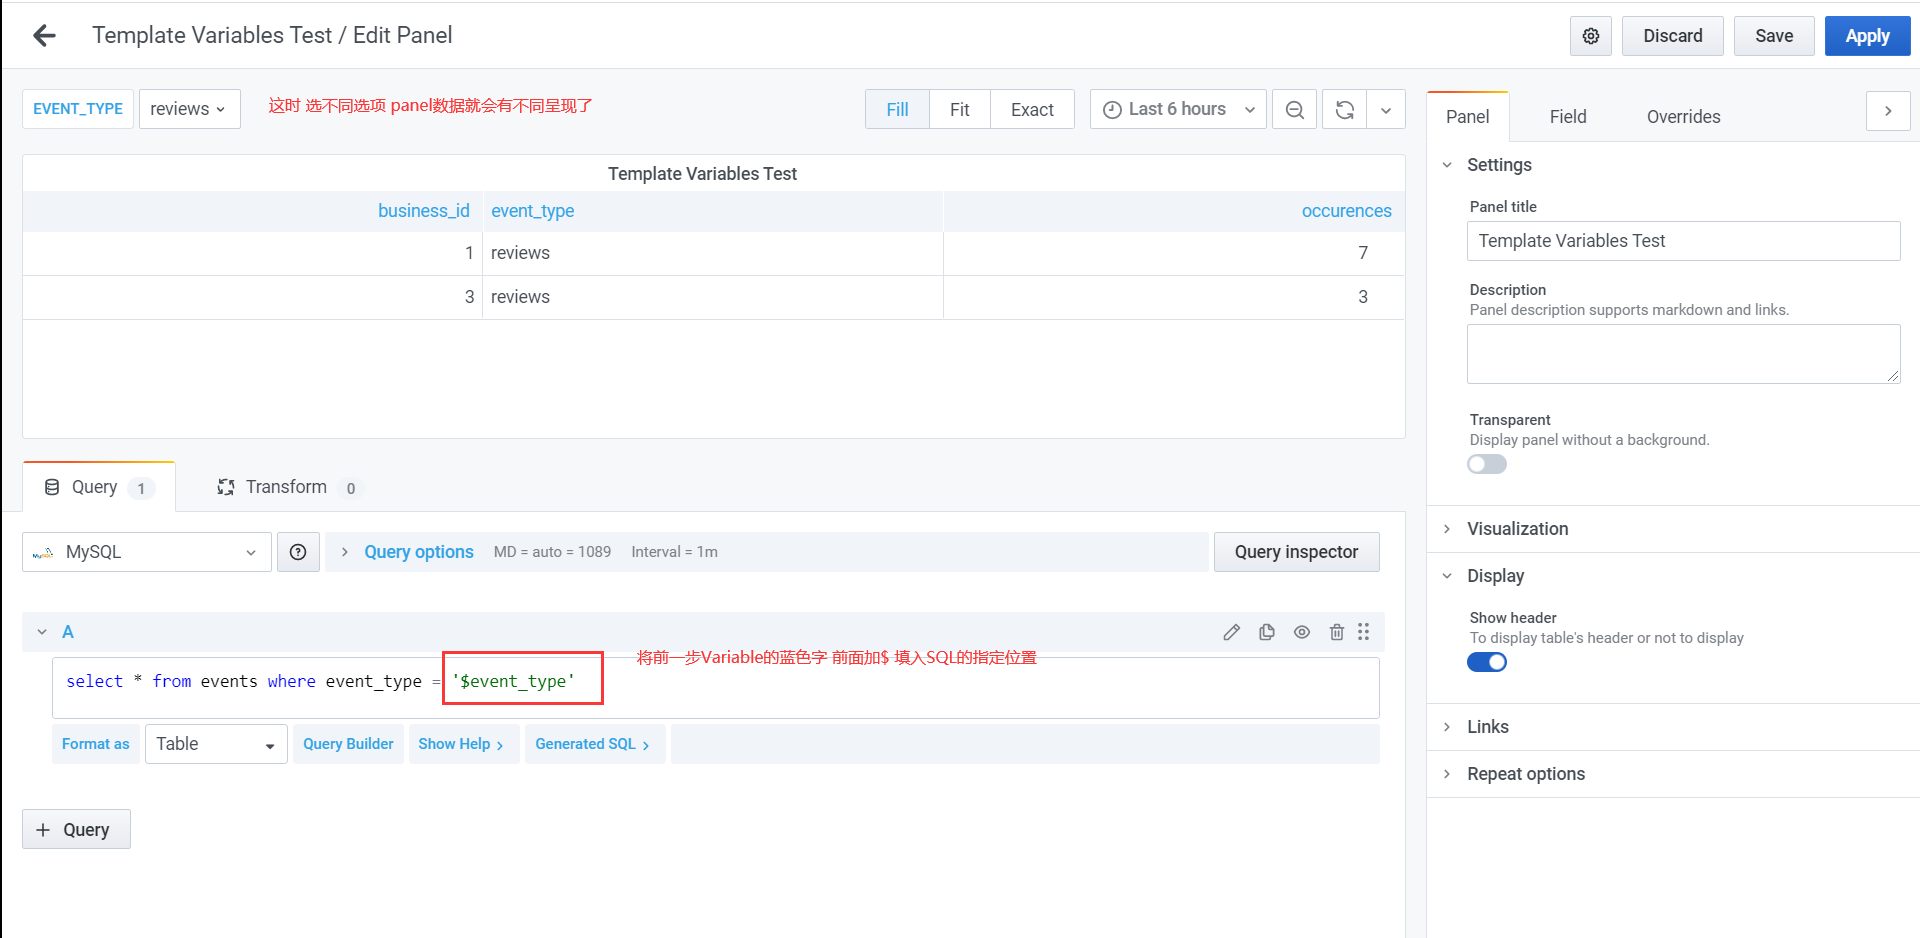 Template Variables Test / Edit Panel
Discard
Save
Apply
EVENT_TYPE
reviews
这时 选不同选项 panel数据就会有不同呈现了
Fill
Fit
Exact
Last 6 hours
Template Variables Test
business_id event_type occurences
1 reviews 7
3 reviews 3
Query 1
Transform 0
MySQL
Query options MD = auto = 1089 Interval = 1m
Query inspector
A
将前一步Variable的蓝色字 前面加$ 填入SQL的指定位置
select * from events where event_type = '$event_type'
Format as
Table
Query Builder
Show Help
Generated SQL
+ Query
Panel
Field
Overrides
Settings
Panel title
Template Variables Test
Description
Panel description supports markdown and links.
Transparent
Display panel without a background.
Visualization
Display
Show header
To display table's header or not to display
Links
Repeat options